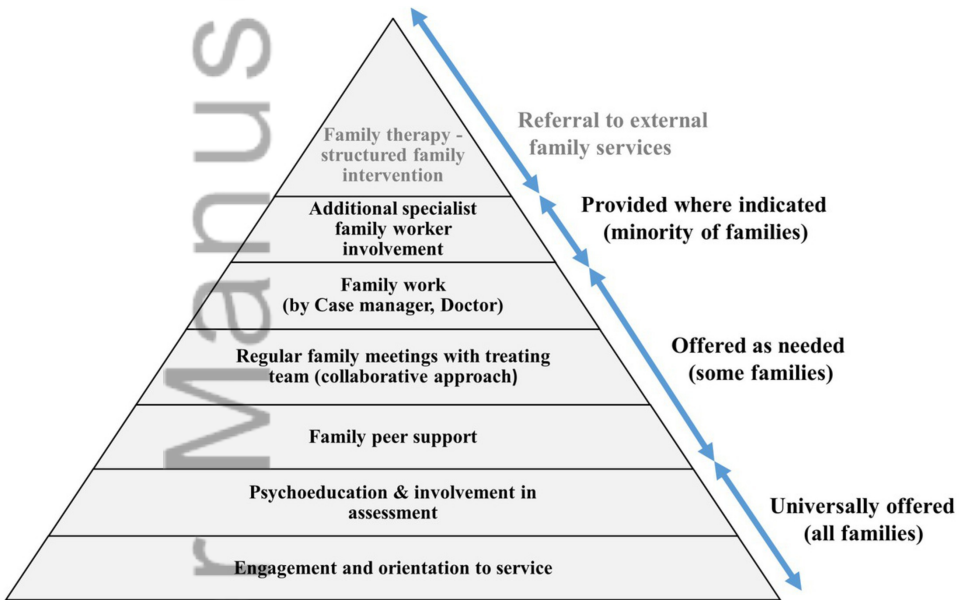 Family therapy -
structured family
intervention
Additional specialist
family worker
involvement
Family work
(by Case manager, Doctor)
Regular family meetings with treating
team (collaborative approach)
Family peer support
Psychoeducation & involvement in
assessment
Engagement and orientation to service
Referral to external
family services
Provided where indicated
(minority of families)
Offered as needed
(some families)
Universally offered
(all families)
r Manus